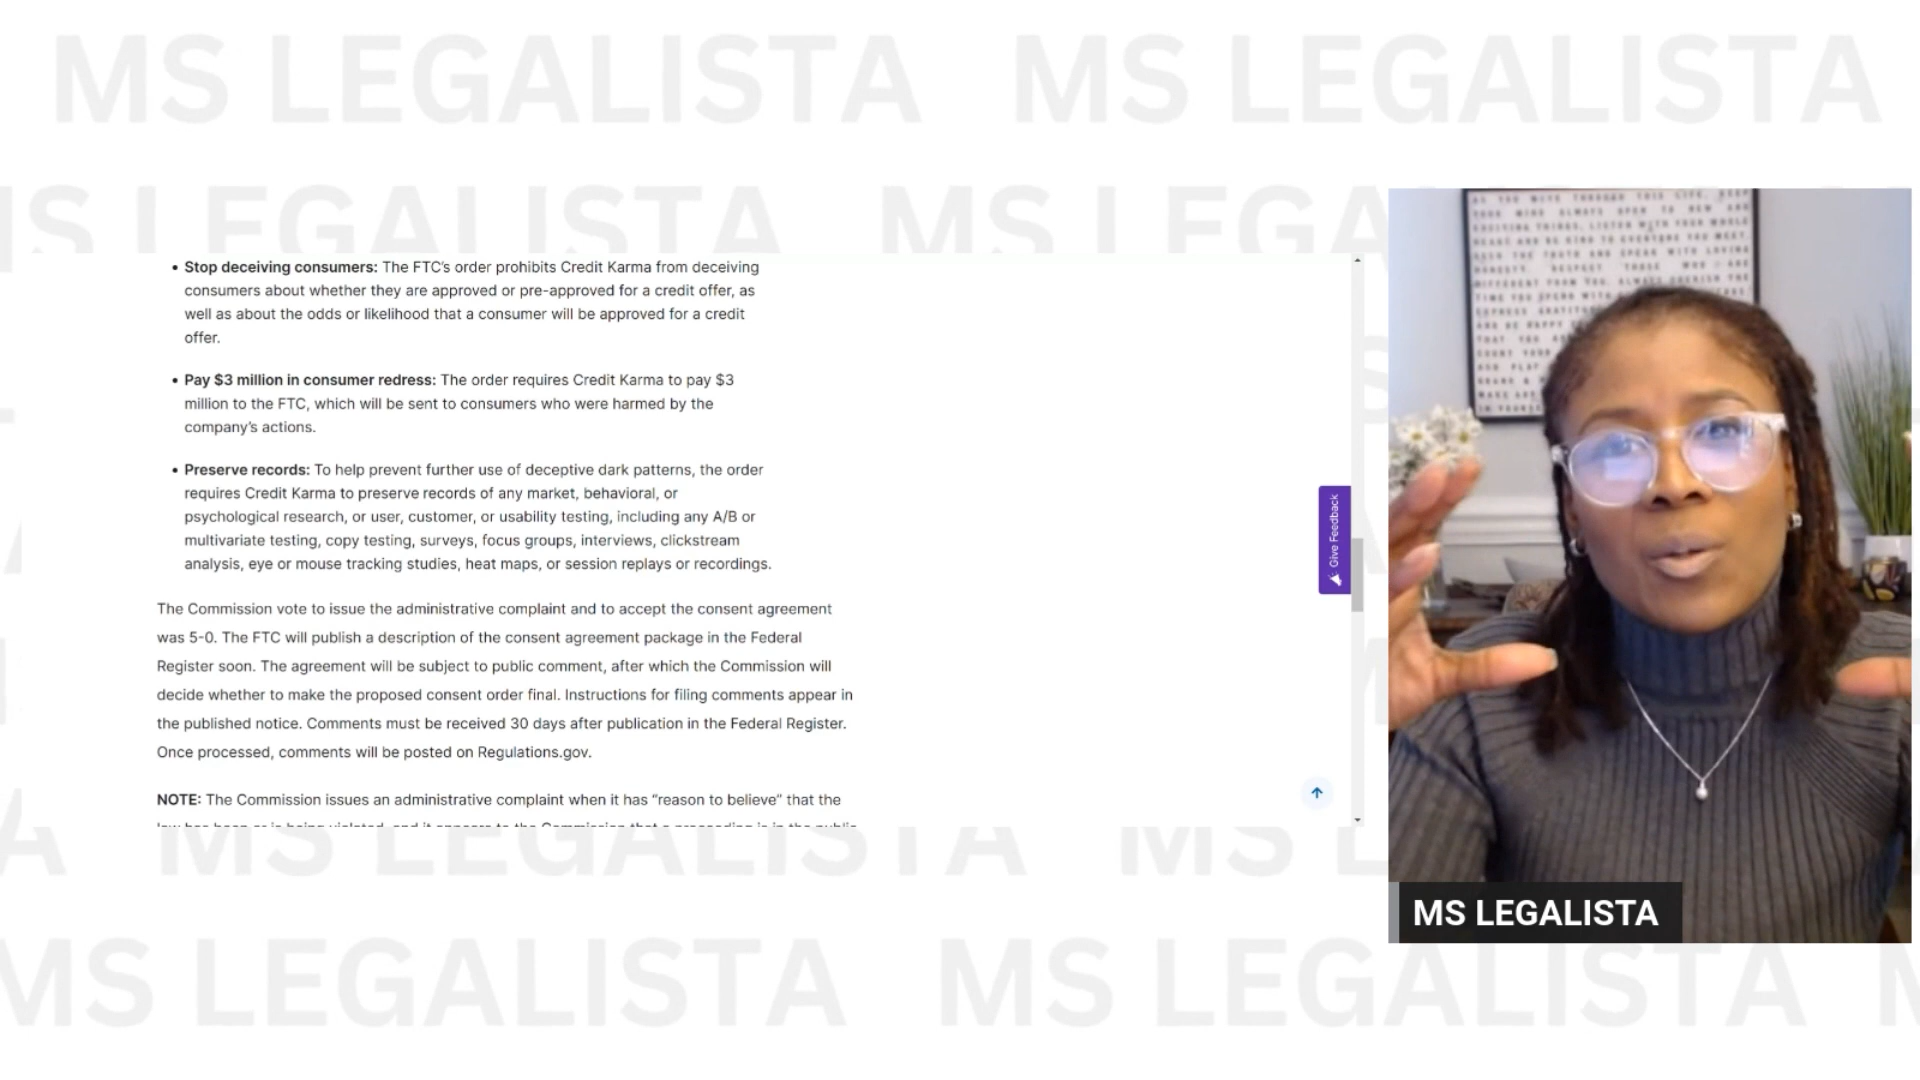 MS LEGALISTA MS LEGALISTA
MS LEGALISTA MS LEGA
• Stop deceiving consumers: The FTC's order prohibits Credit Karma from deceiving
consumers about whether they are approved or pre-approved for a credit offer, as
well as about the odds or likelihood that a consumer will be approved for a credit
offer.
• Pay $3 million in consumer redress: The order requires Credit Karma to pay $3
million to the FTC, which will be sent to consumers who were harmed by the
company's actions.
• Preserve records: To help prevent further use of deceptive dark patterns, the order
requires Credit Karma to preserve records of any market, behavioral, or
psychological research, or user, customer, or usability testing, including any A/B or
multivariate testing, copy testing, surveys, focus groups, interviews, clickstream
analysis, eye or mouse tracking studies, heat maps, or session replays or recordings.
The Commission vote to issue the administrative complaint and to accept the consent agreement
was 5-0. The FTC will publish a description of the consent agreement package in the Federal
Register soon. The agreement will be subject to public comment, after which the Commission will
decide whether to make the proposed consent order final. Instructions for filing comments appear in
the published notice. Comments must be received 30 days after publication in the Federal Register.
Once processed, comments will be posted on Regulations.gov.
NOTE: The Commission issues an administrative complaint when it has “reason to believe” that the
Give Feedback
MS LEGALISTA
A MS LEGALISTA MS L
MS LEGALISTA MS LEGALISTA